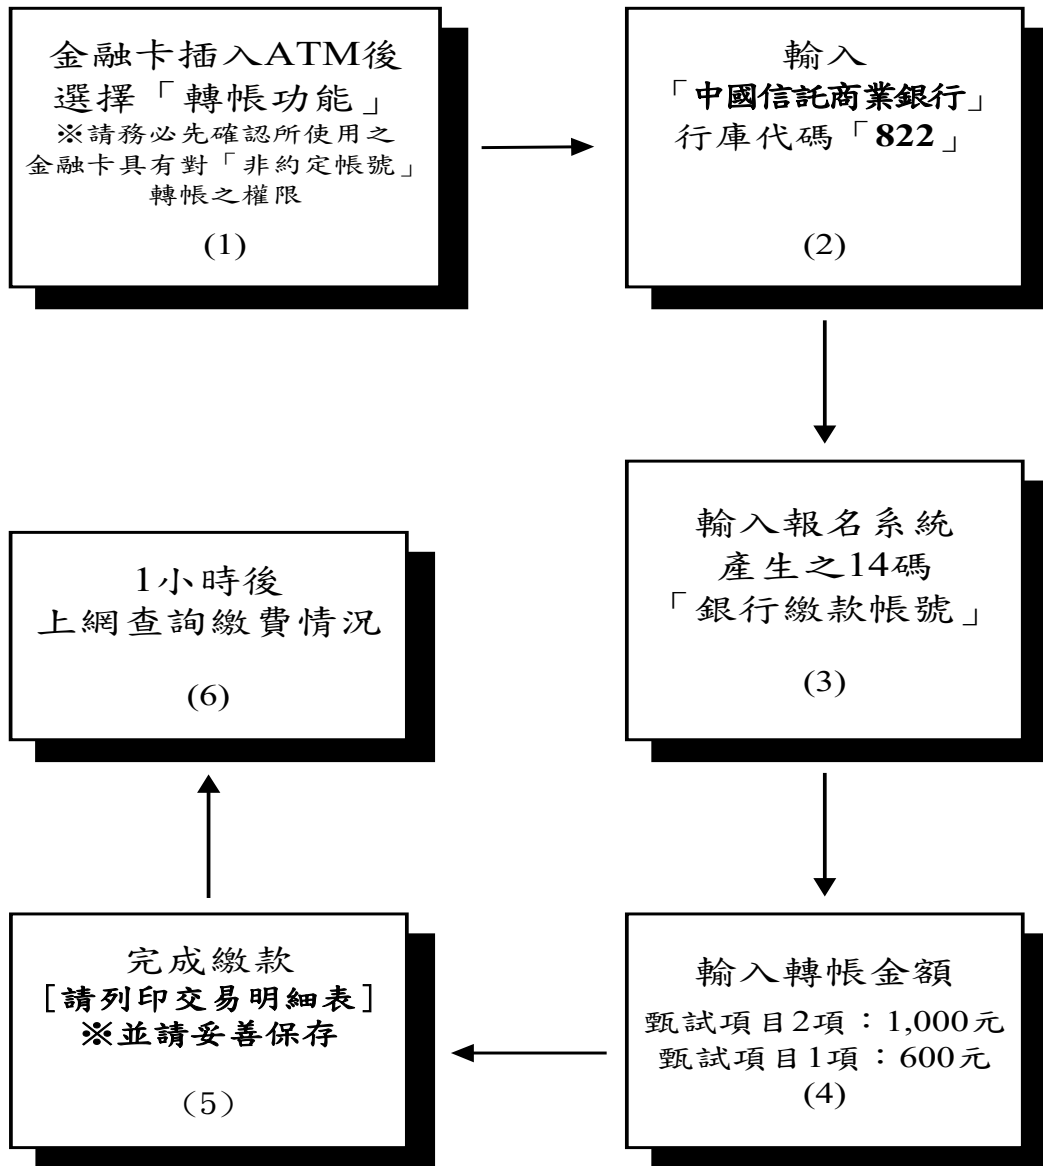 金融卡插入ATM後
選擇「轉帳功能」
※請務必先確認所使用之
金融卡具有對「非約定帳號」
轉帳之權限
(1)
輸入
「中國信託商業銀行」
行庫代碼「822」
(2)
輸入報名系統
產生之14碼
「銀行繳款帳號」
(3)
輸入轉帳金額
甄試項目2項：1,000元
甄試項目1項：600元
(4)
完成繳款
[請列印交易明細表]
※並請妥善保存
(5)
1小時後
上網查詢繳費情況
(6)